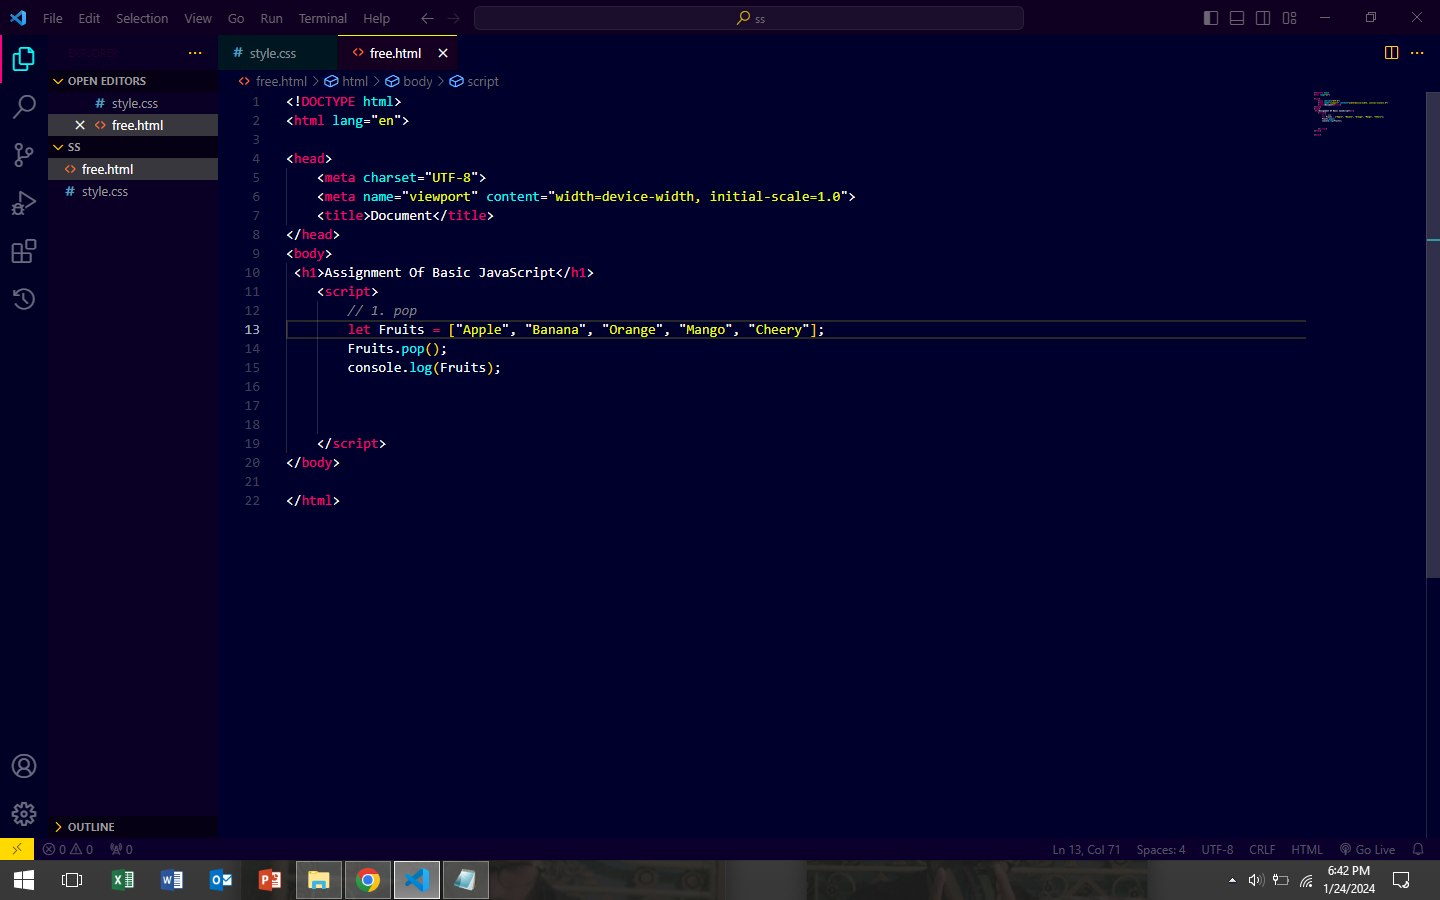 File Edit Selection View Go Run Terminal Help ss
EXPLORER
OPEN EDITORS
style.css
free.html
SS
free.html
style.css
OUTLINE
style.css free.html
free.html > html > body > script
1 <!DOCTYPE html>
2 <html lang="en">
3
4 <head>
5 <meta charset="UTF-8">
6 <meta name="viewport" content="width=device-width, initial-scale=1.0">
7 <title>Document</title>
8 </head>
9 <body>
10 <h1>Assignment Of Basic JavaScript</h1>
11 <script>
12 // 1. pop
13 let Fruits = ["Apple", "Banana", "Orange", "Mango", "Cheery"];
14 Fruits.pop();
15 console.log(Fruits);
16
17
18
19 </script>
20 </body>
21
22 </html>
0 0 0 Ln 13, Col 71 Spaces: 4 UTF-8 CRLF HTML Go Live
6:42 PM
1/24/2024